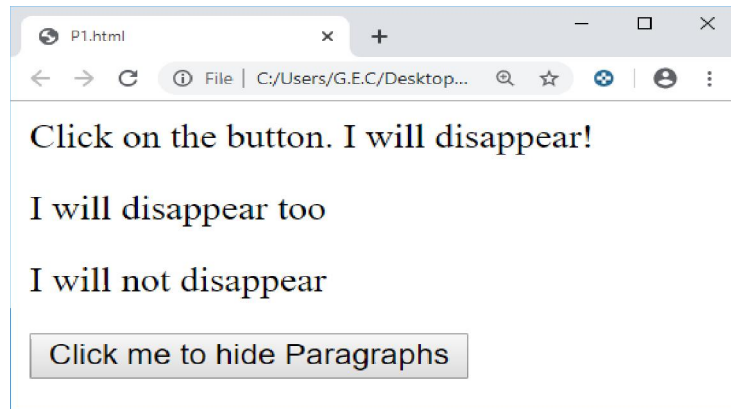 P1.html
File | C:/Users/G.E.C/Desktop...
Click on the button. I will disappear!
I will disappear too
I will not disappear
Click me to hide Paragraphs